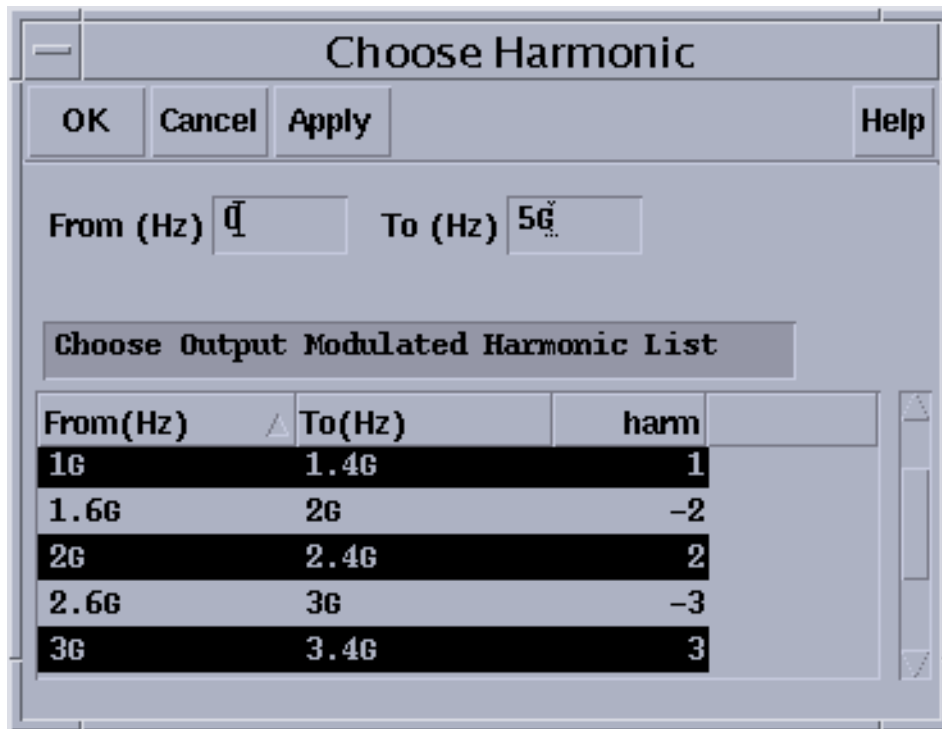 Choose Harmonic
OK Cancel Apply Help
From (Hz) 0 To (Hz) 5G
Choose Output Modulated Harmonic List
From(Hz) To(Hz) harm
1G 1.4G 1
1.6G 2G -2
2G 2.4G 2
2.6G 3G -3
3G 3.4G 3